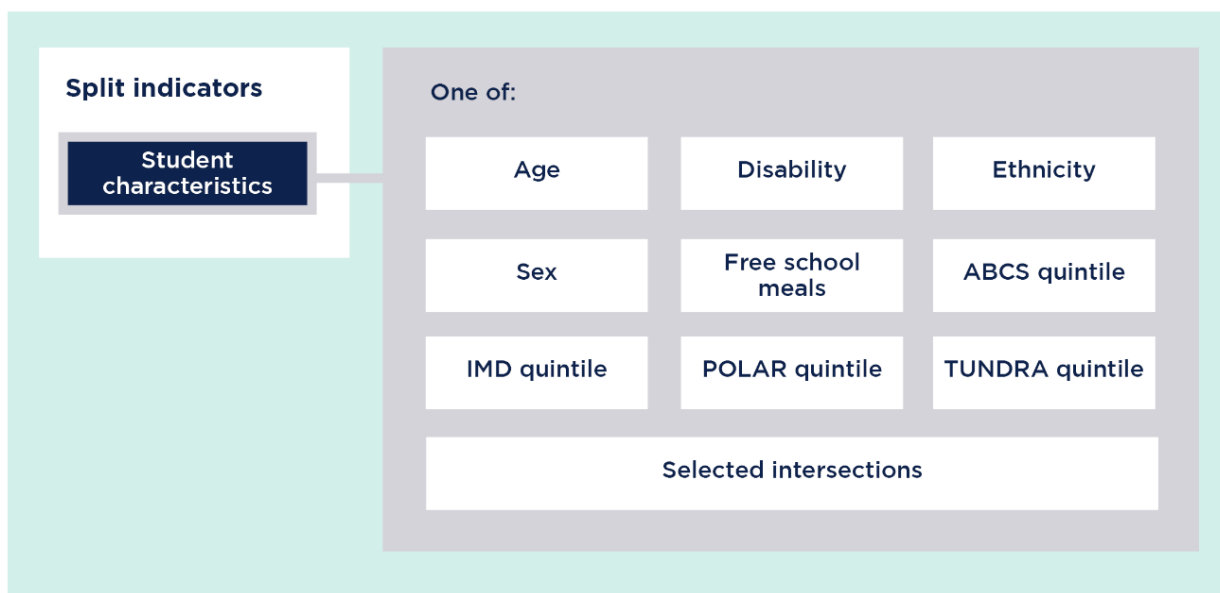 Split indicators
Student
characteristics
One of:
Age
Disability
Ethnicity
Sex
Free school
meals
ABCS quintile
IMD quintile
POLAR quintile
TUNDRA quintile
Selected intersections